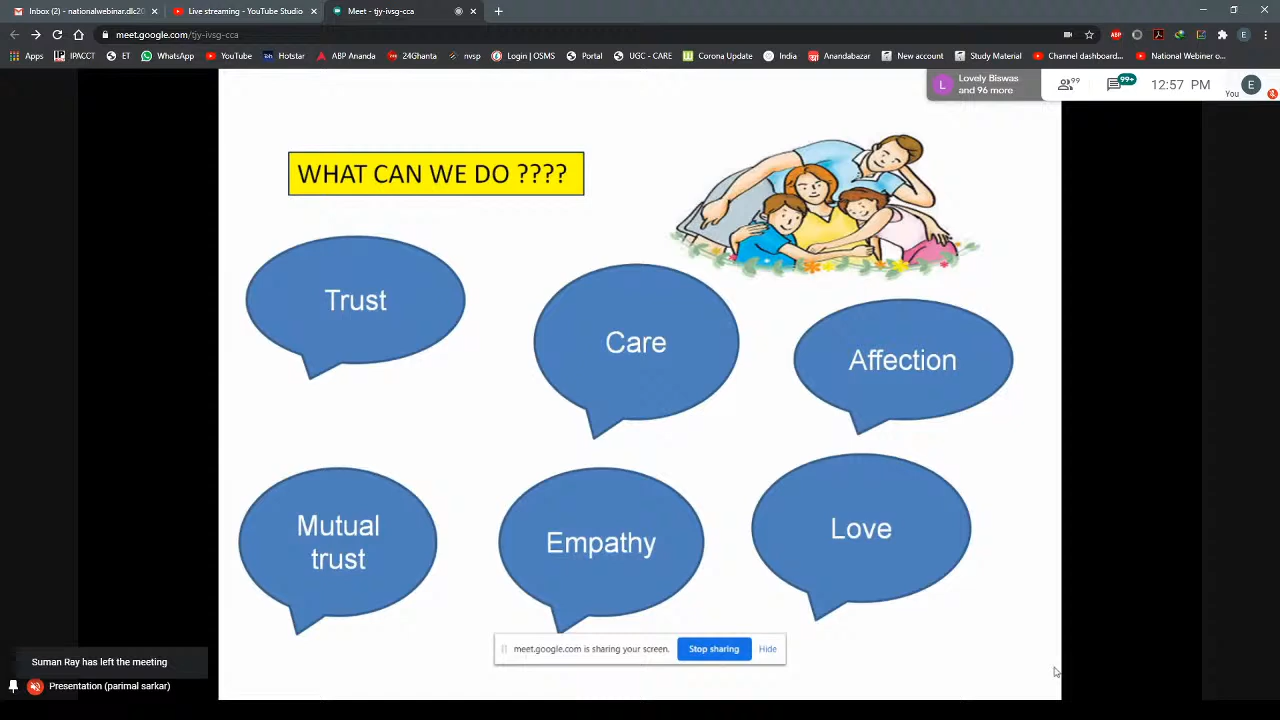 Inbox (2) - nationalwebinar.dlc20
Live streaming - YouTube Studio
Meet - tjy-ivsg-cca
meet.google.com/tjy-ivsg-cca
Apps
IPACCT
ET
WhatsApp
YouTube
Hotstar
ABP Ananda
24Ghanta
nvsp
Login | OSMS
Portal
UGC - CARE
Corona Update
India
Anandabazar
New account
Study Material
Channel dashboard...
National Webinar o...
L
Lovely Biswas
and 96 more
99
99+
12:57 PM
You
E
WHAT CAN WE DO ????
Trust
Care
Affection
Mutual
trust
Empathy
Love
meet.google.com is sharing your screen.
Stop sharing
Hide
Suman Ray has left the meeting
Presentation (parimal sarkar)